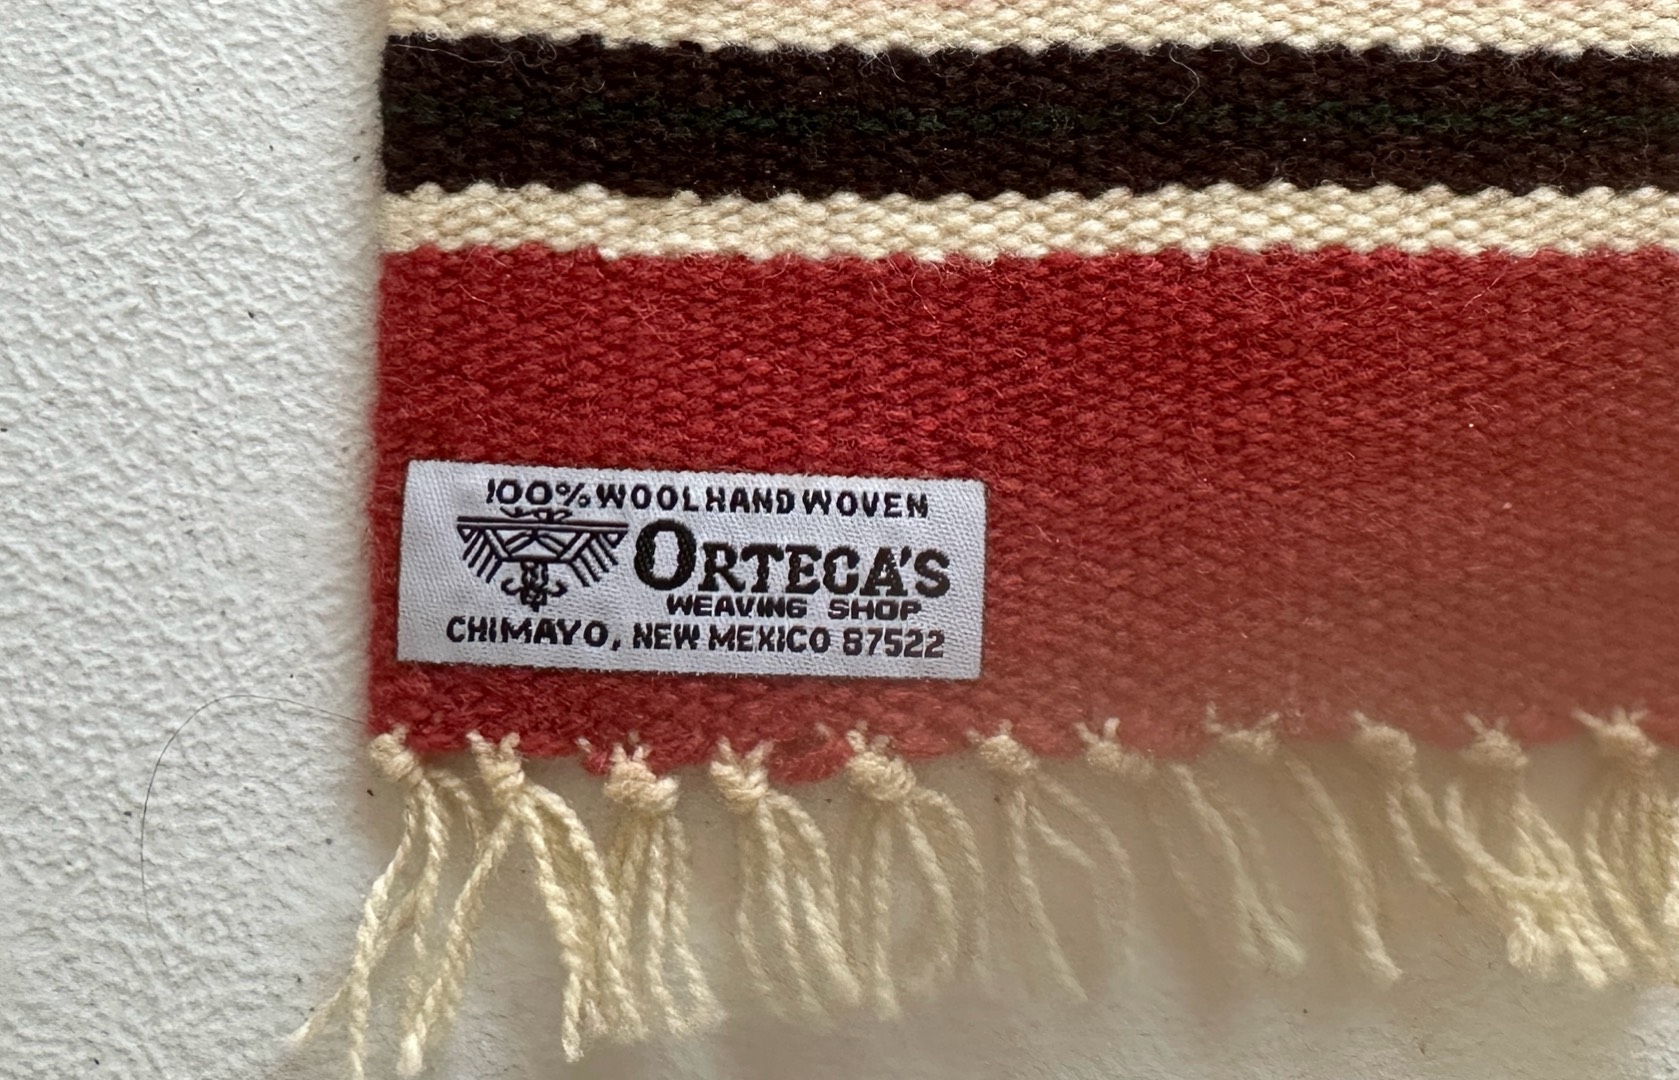 100% WOOL HAND WOVEN
ORTEGA'S
WEAVING SHOP
CHIMAYO, NEW MEXICO 87522